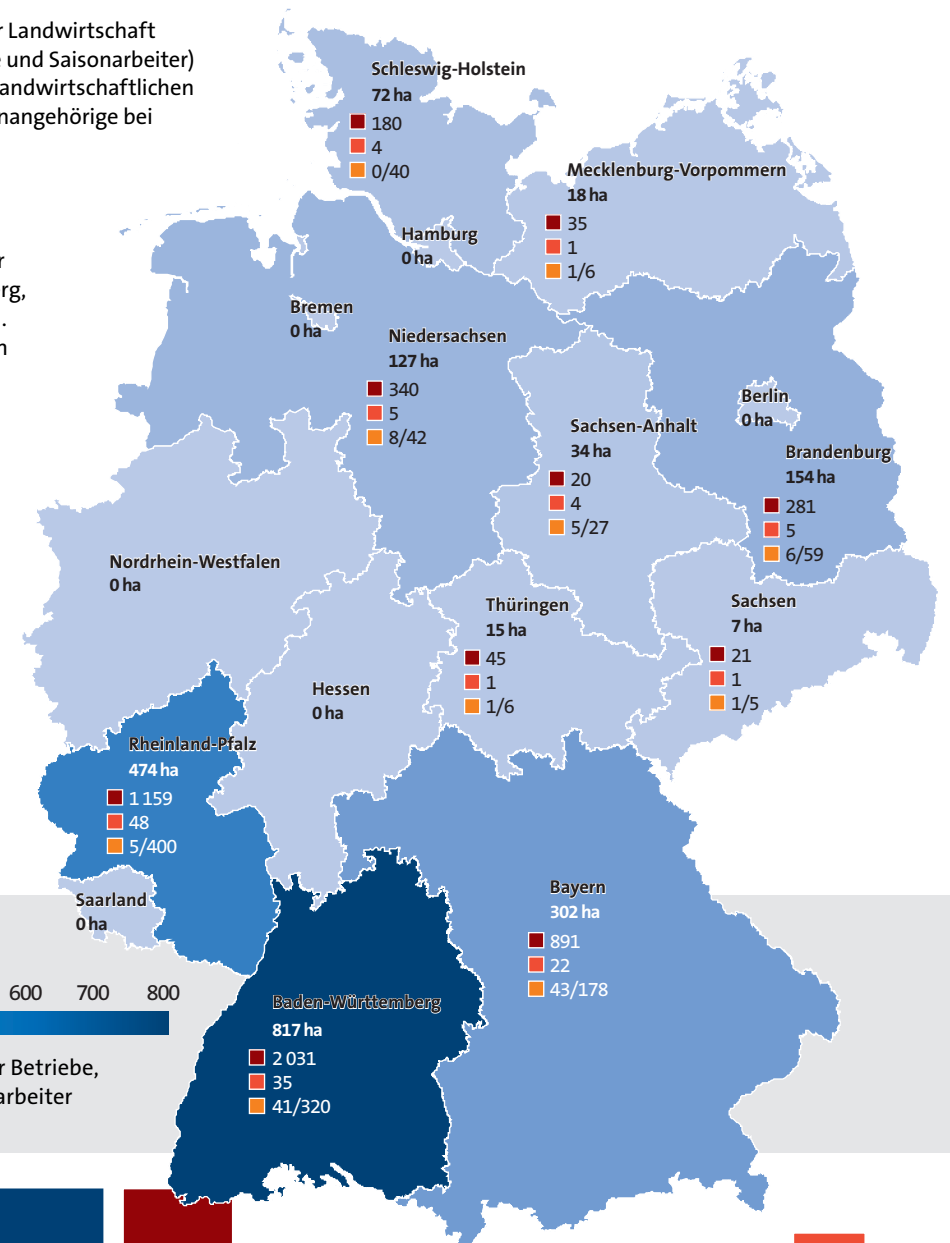 r Landwirtschaft
e und Saisonarbeiter)
andwirtschaftlichen
nangehörige bei
r
rg,
.
n
Schleswig-Holstein
72 ha
180
4
0/40
Mecklenburg-Vorpommern
18 ha
35
1
1/6
Hamburg
0 ha
Bremen
0 ha
Niedersachsen
127 ha
340
5
8/42
Berlin
0 ha
Sachsen-Anhalt
34 ha
20
4
5/27
Brandenburg
154 ha
281
5
6/59
Nordrhein-Westfalen
0 ha
Thüringen
15 ha
45
1
1/6
Sachsen
7 ha
21
1
1/5
Hessen
0 ha
Rheinland-Pfalz
474 ha
1 159
48
5/400
Saarland
0 ha
Bayern
302 ha
891
22
43/178
Baden-Württemberg
817 ha
2 031
35
41/320
600 700 800
r Betriebe,
arbeiter